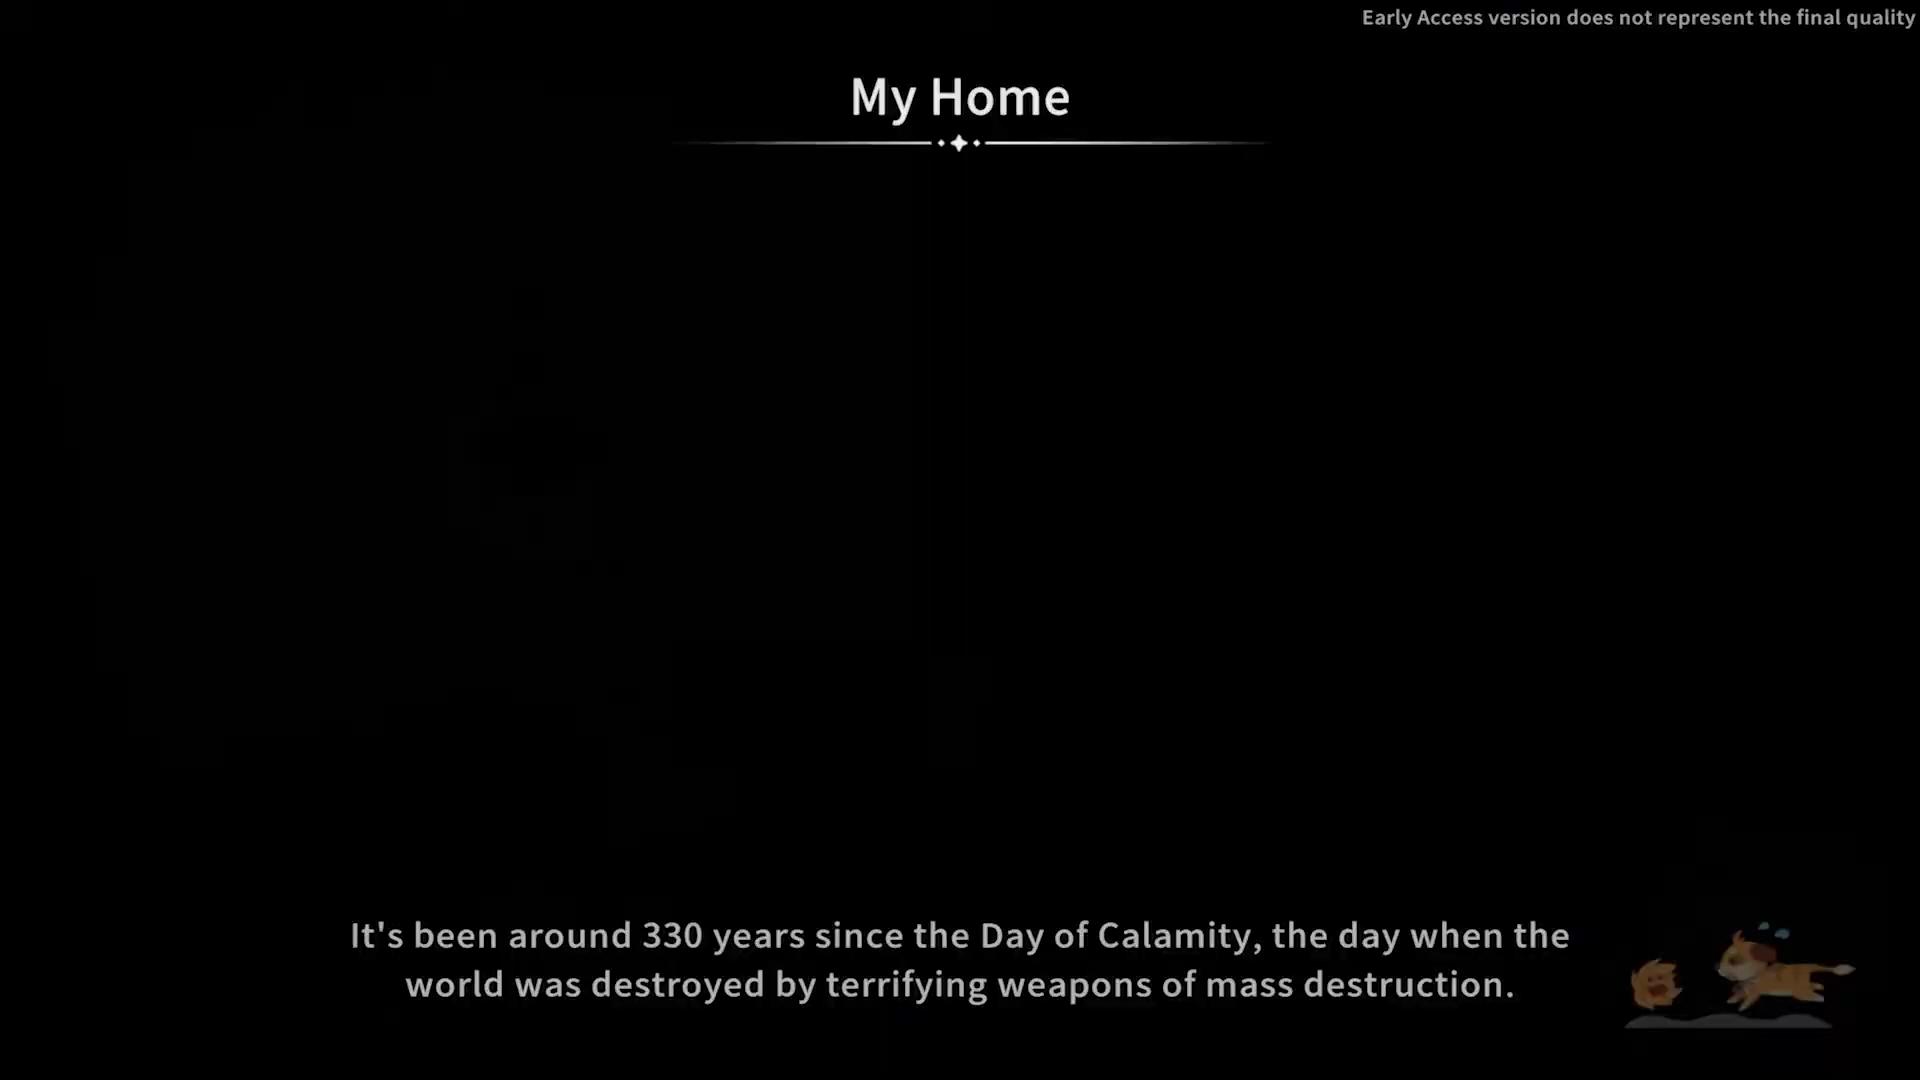 Early Access version does not represent the final quality
My Home
It's been around 330 years since the Day of Calamity, the day when the
world was destroyed by terrifying weapons of mass destruction.